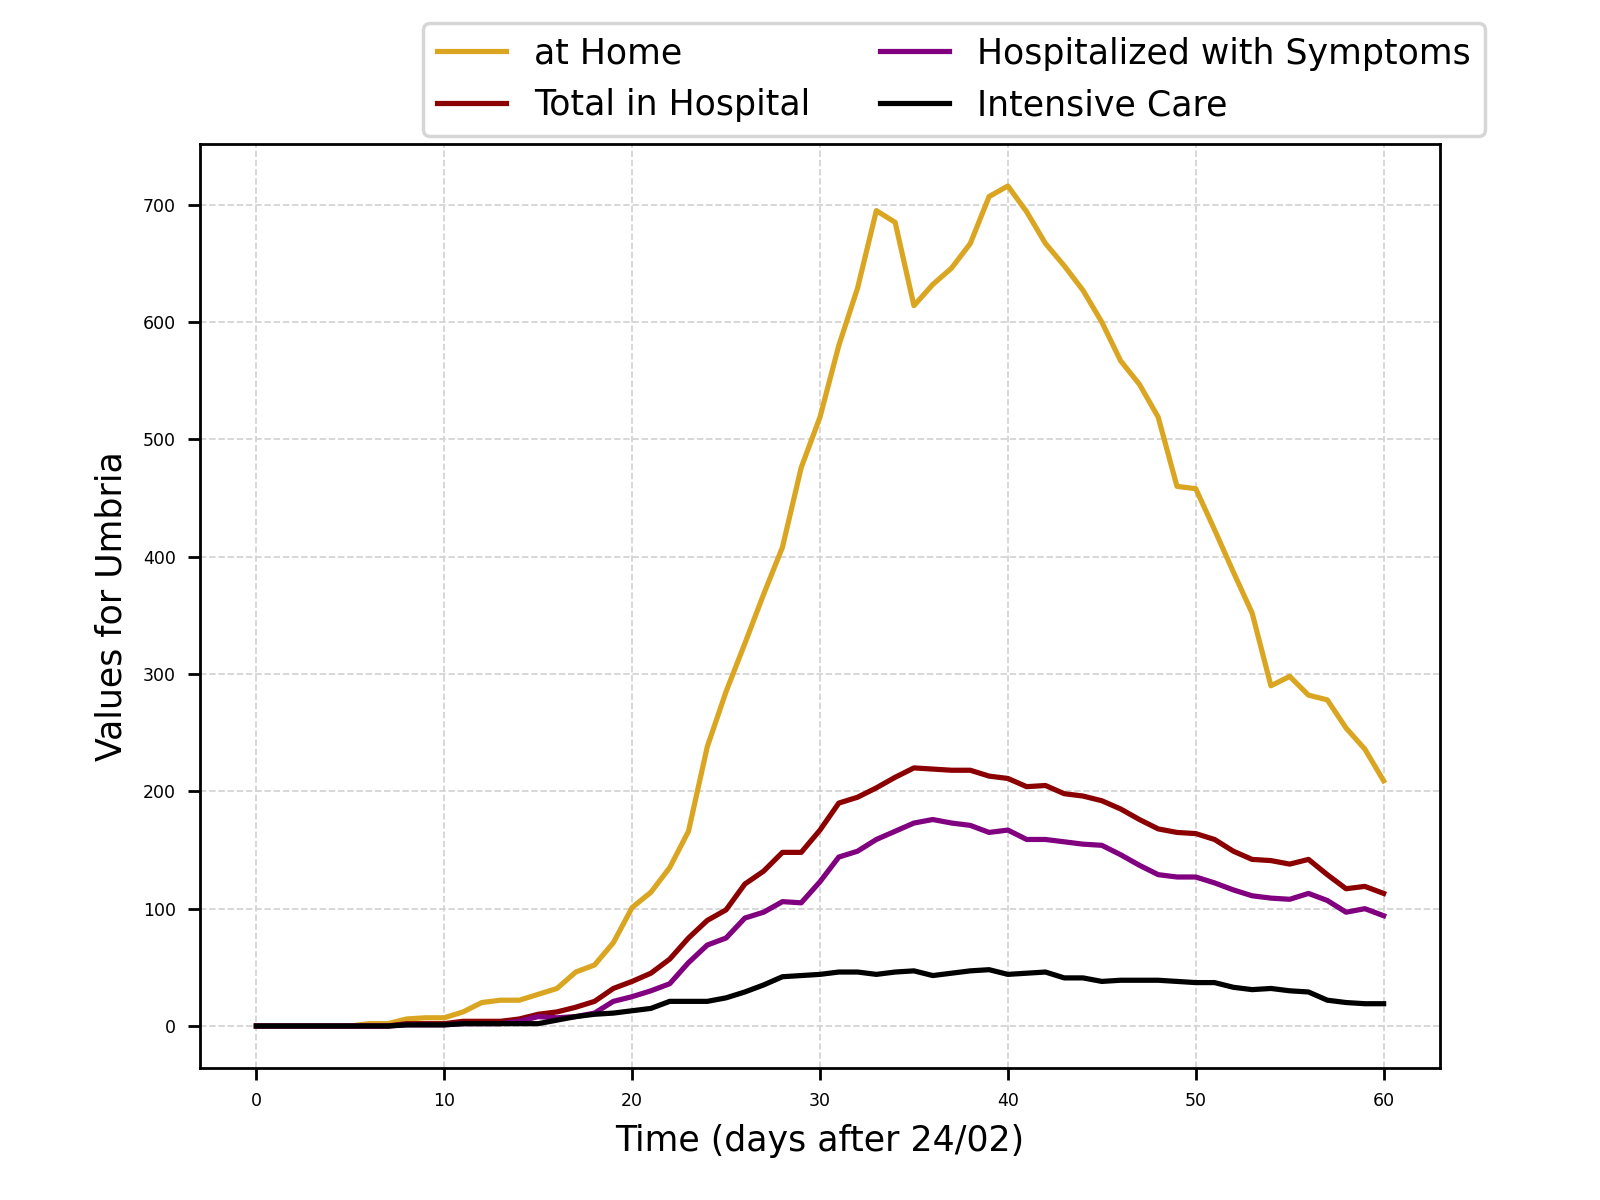 at Home
Total in Hospital
Hospitalized with Symptoms
Intensive Care
Values for Umbria
700
600
500
400
300
200
100
0
0 10 20 30 40 50 60
Time (days after 24/02)